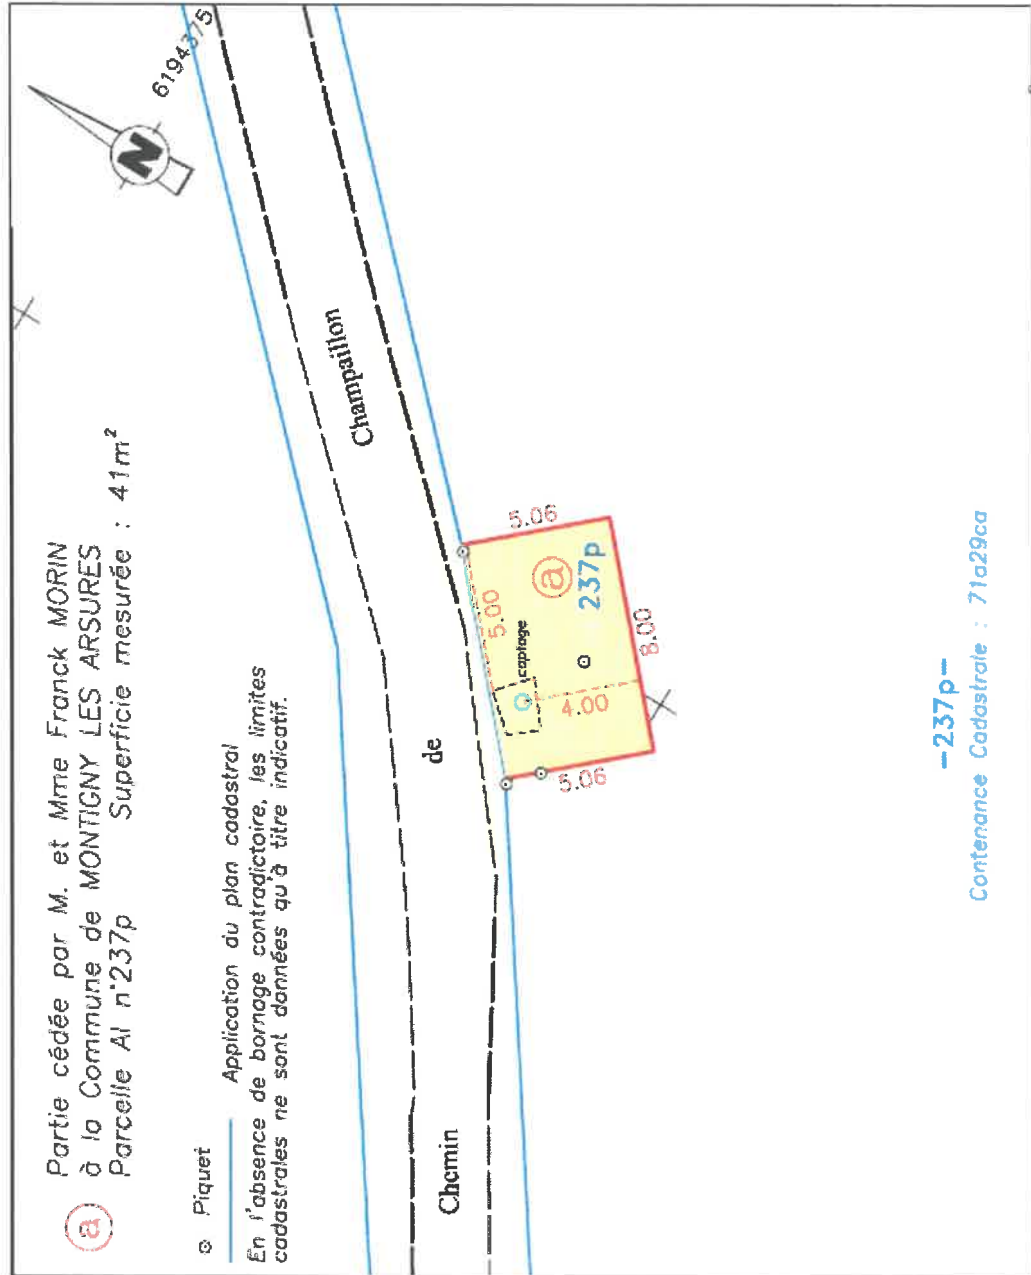 a
Partie cédée par M. et Mme Franck MORIN
à la Commune de MONTIGNY LES ARSURES
Parcelle AI n°237p Superficie mesurée : 41m²
Piquet
Application du plan cadastral
En l'absence de bornage contradictoire, les limites
cadastrales ne sont données qu'à titre indicatif.
N
6194375
Chemin
de
Champaillon
5.06
5.00
captage
a
237p
4.00
8.00
5.06
-237p-
Contenance Cadastrale : 71a29ca